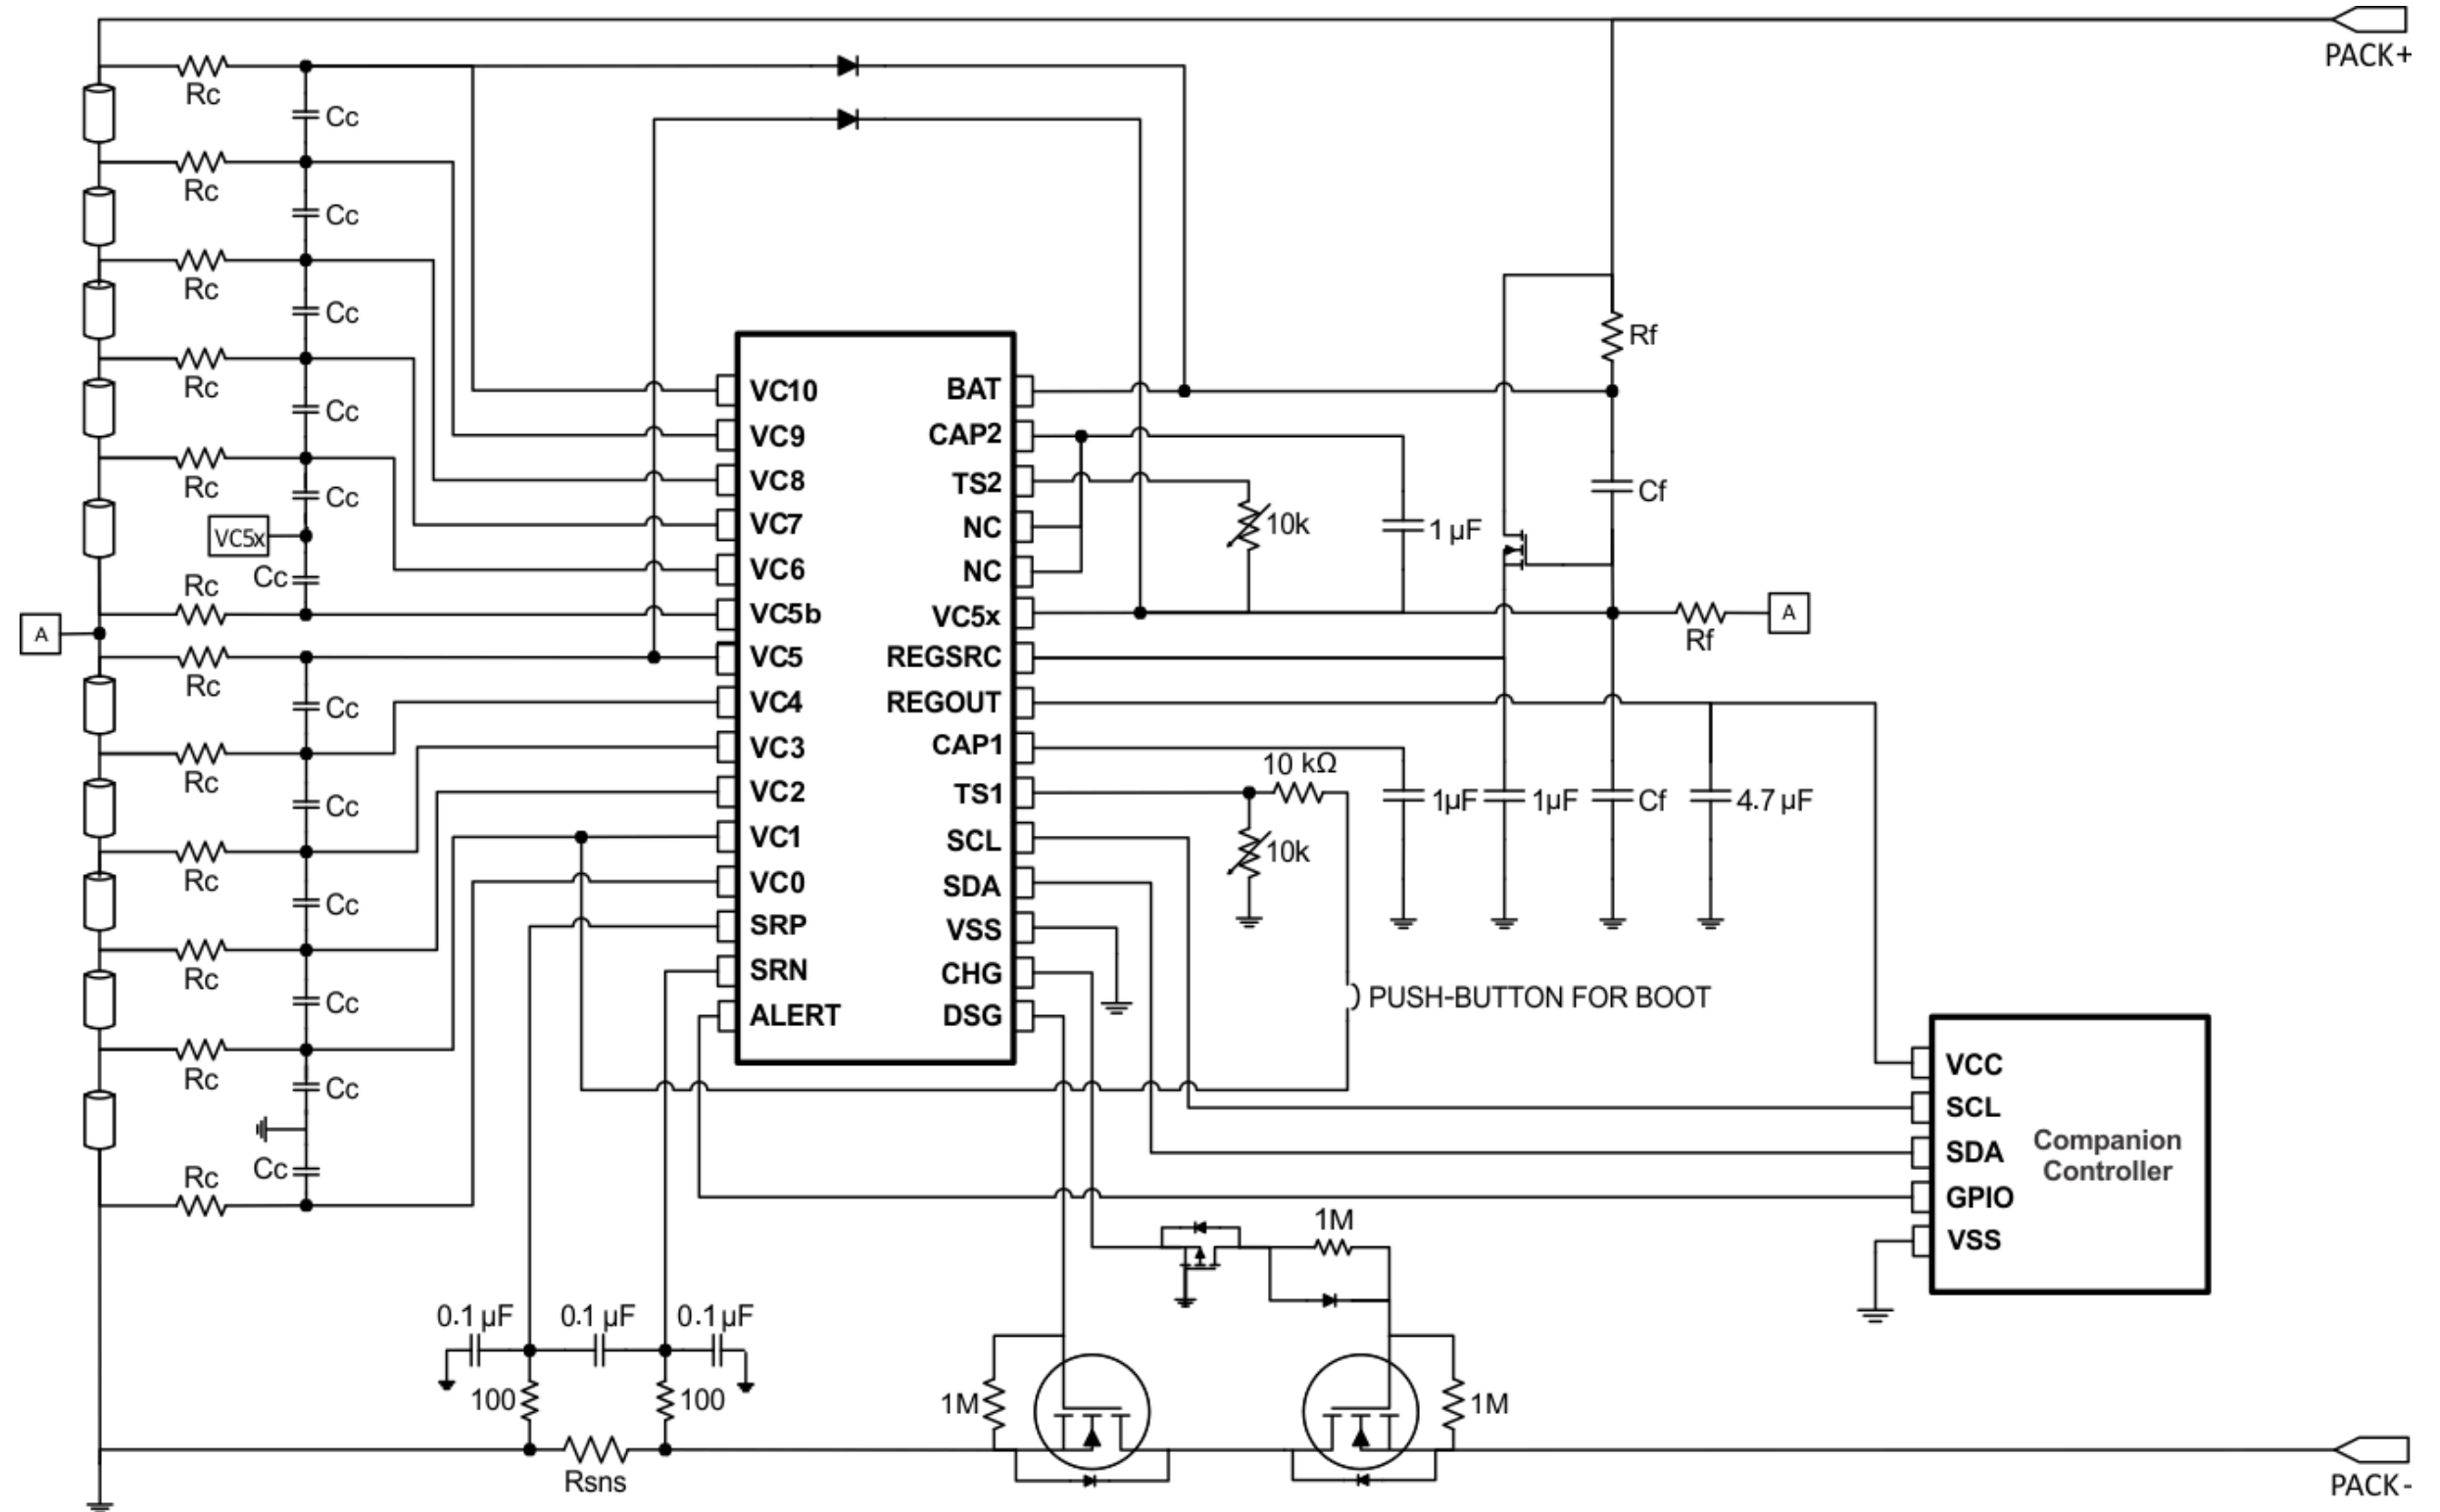 PACK+
Rc
Cc
Rc
Cc
Rc
Cc
Rc
Cc
Rc
Cc
VC5x
Cc
Rc
A
Rc
Cc
Rc
Cc
Rc
Cc
Rc
Cc
Rc
Cc
Cc
Rc
VC10
VC9
VC8
VC7
VC6
VC5b
VC5
VC4
VC3
VC2
VC1
VC0
SRP
SRN
ALERT
BAT
CAP2
TS2
NC
NC
VC5x
REGSRC
REGOUT
CAP1
TS1
SCL
SDA
VSS
CHG
DSG
Rf
Cf
10k
1 µF
Rf
A
10 kΩ
10k
1µF
1µF
Cf
4.7 µF
PUSH-BUTTON FOR BOOT
VCC
SCL
SDA
GPIO
VSS
Companion
Controller
1M
0.1 µF
0.1 µF
0.1 µF
100
100
Rsns
1M
1M
PACK-